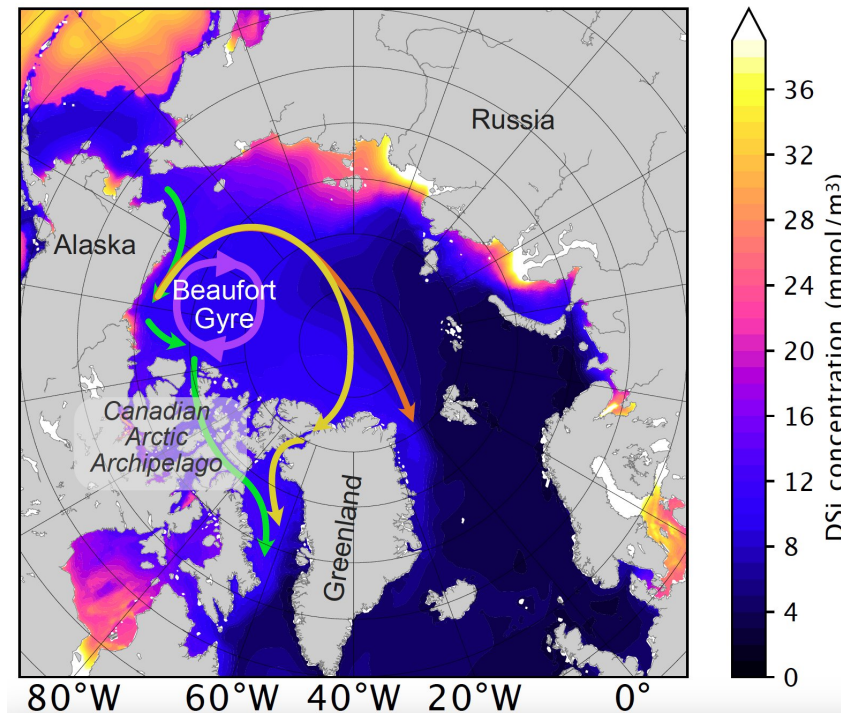 Russia
Alaska
Beaufort
Gyre
Canadian
Arctic
Archipelago
Greenland
80°W
60°W
40°W
20°W
0°
36
32
28
24
20
16
12
8
4
0
DSi concentration (mmol/m³)